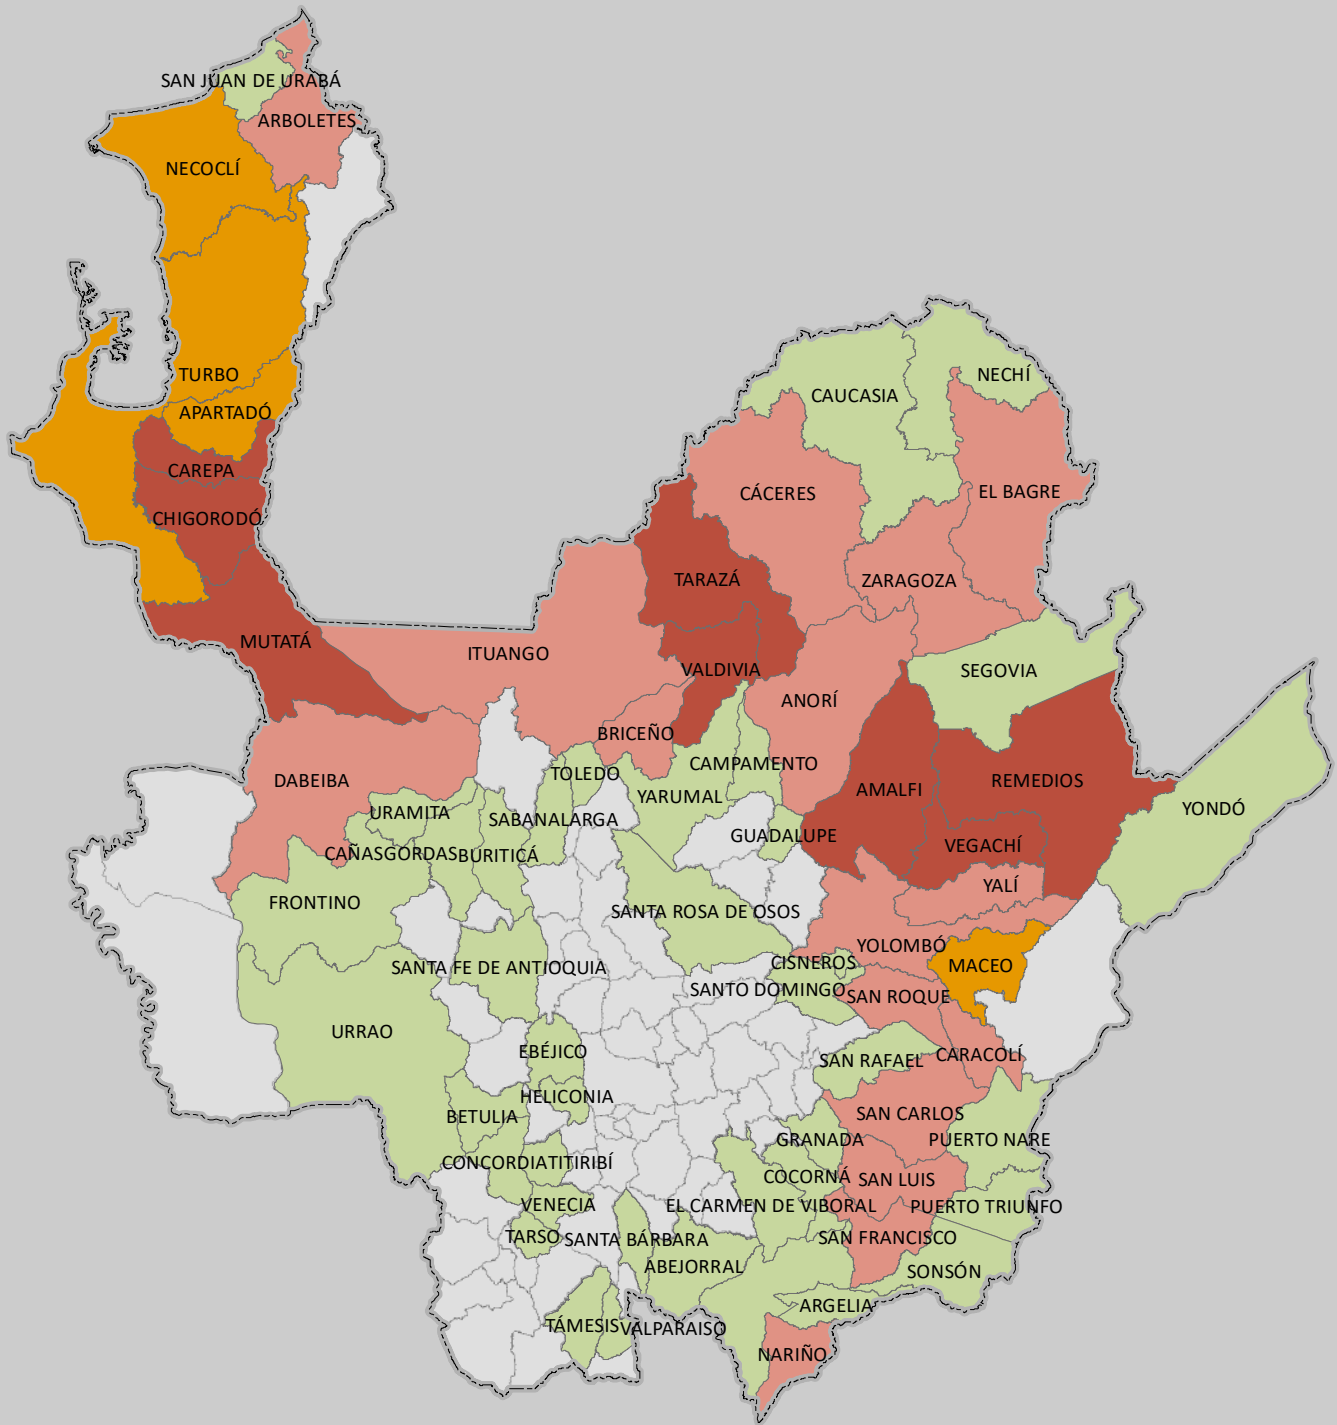 SAN JUAN DE URABÁ
ARBOLETES
NECOCLÍ
TURBO
NECHÍ
CAUCASIA
APARTADÓ
CAREPA
CÁCERES
EL BAGRE
CHIGORODÓ
TARAZÁ
ZARAGOZA
MUTATÁ
ITUANGO
VALDIVIA
SEGOVIA
ANORÍ
BRICEÑO
CAMPAMENTO
TOLEDO
DABEIBA
REMEDIOS
AMALFI
YARUMAL
YONDÓ
URAMITA
SABANALARGA
GUADALUPE
VEGACHÍ
CAÑASGORDAS
BURITICÁ
YALÍ
FRONTINO
SANTA ROSA DE OSOS
YOLOMBÓ
CISNEROS
MACEO
SANTA FE DE ANTIOQUIA
SANTO DOMINGO
SAN ROQUE
URRAO
EBÉJICO
SAN RAFAEL
CARACOLÍ
HELICONIA
BETULIA
SAN CARLOS
GRANADA
PUERTO NARE
CONCORDIA
TITIRIBÍ
COCORNÁ
SAN LUIS
VENECIA
EL CARMEN DE VIBORAL
PUERTO TRIUNFO
TARSO
SANTA BÁRBARA
SAN FRANCISCO
ABEJORRAL
SONSÓN
ARGELIA
TÁMESIS
VALPARAISO
NARIÑO